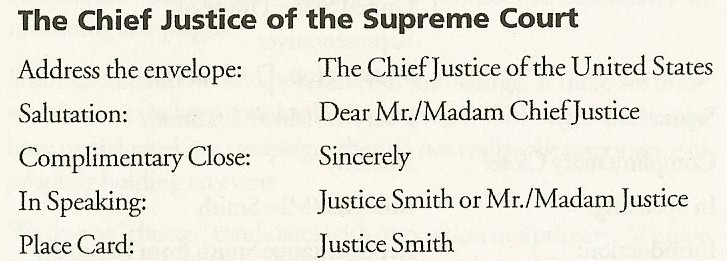 The Chief Justice of the Supreme Court
Address the envelope: The Chief Justice of the United States
Salutation: Dear Mr./Madam Chief Justice
Complimentary Close: Sincerely
In Speaking: Justice Smith or Mr./Madam Justice
Place Card: Justice Smith